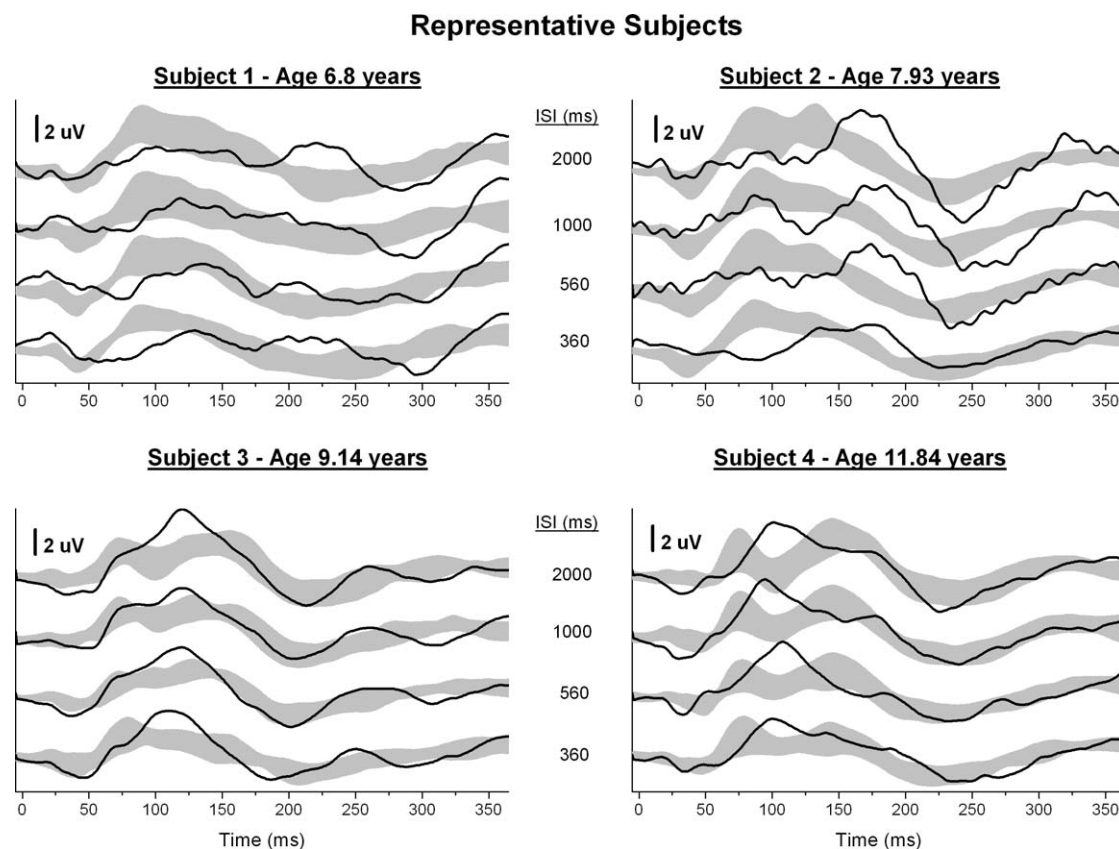 Representative Subjects
Subject 1 - Age 6.8 years
Subject 2 - Age 7.93 years
2 uV
ISI (ms)
2 uV
2000
1000
560
360
0 50 100 150 200 250 300 350
0 50 100 150 200 250 300 350
Subject 3 - Age 9.14 years
Subject 4 - Age 11.84 years
2 uV
ISI (ms)
2 uV
2000
1000
560
360
0 50 100 150 200 250 300 350
0 50 100 150 200 250 300 350
Time (ms)
Time (ms)